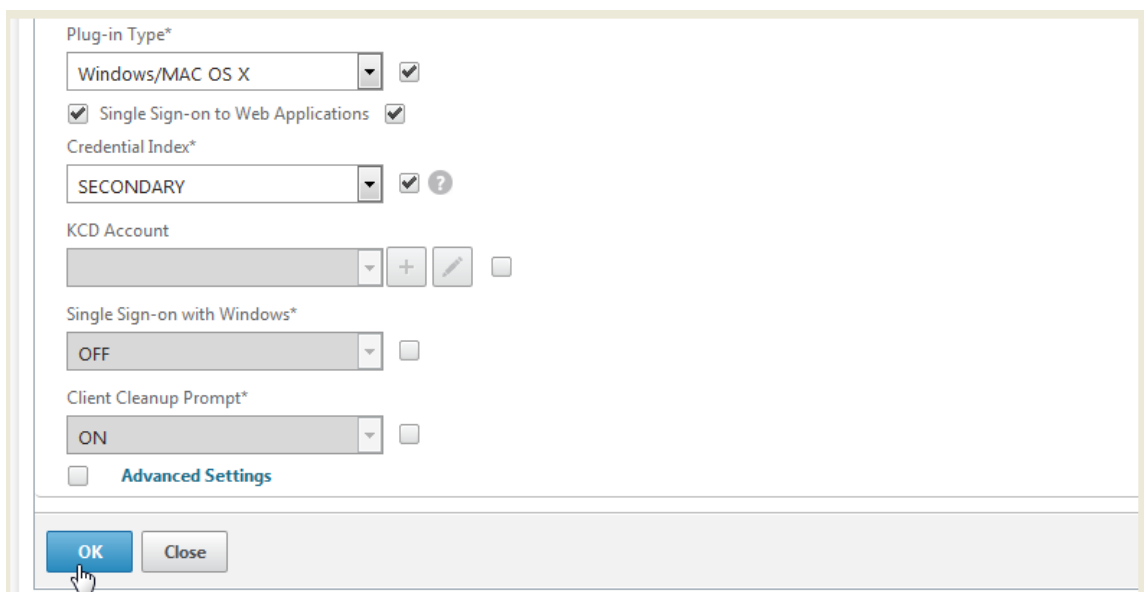 Plug-in Type*
Windows/MAC OS X
Single Sign-on to Web Applications
Credential Index*
SECONDARY
?
KCD Account
+
Single Sign-on with Windows*
OFF
Client Cleanup Prompt*
ON
Advanced Settings
OK Close